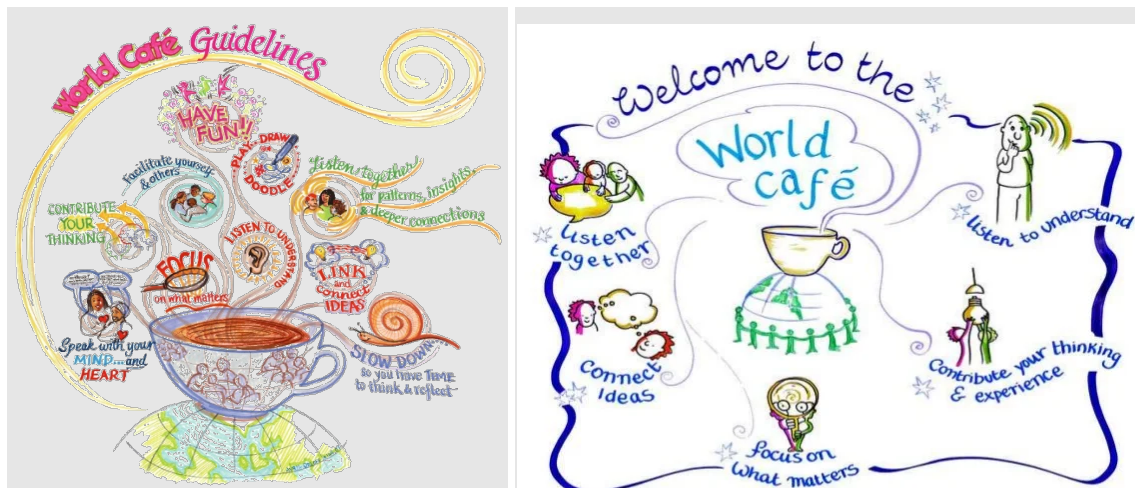 World Café Guidelines
HAVE
FUN!!
PLAY.. DRAW
or
DOODLE
Facilitate yourself
& others
Listen together
for patterns, insights
& deeper connections
CONTRIBUTE
YOUR
THINKING
LISTEN TO UNDERSTAND
FOCUS
on what matters
LINK
and
Connect
IDEAS
Speak with your
MIND...and
HEART
SLOW DOWN...
so you have TIME
to think & reflect
Welcome to the
World
café
Listen
together
Listen to understand
Connect
Ideas
Contribute your thinking
& experience
focus on
What matters